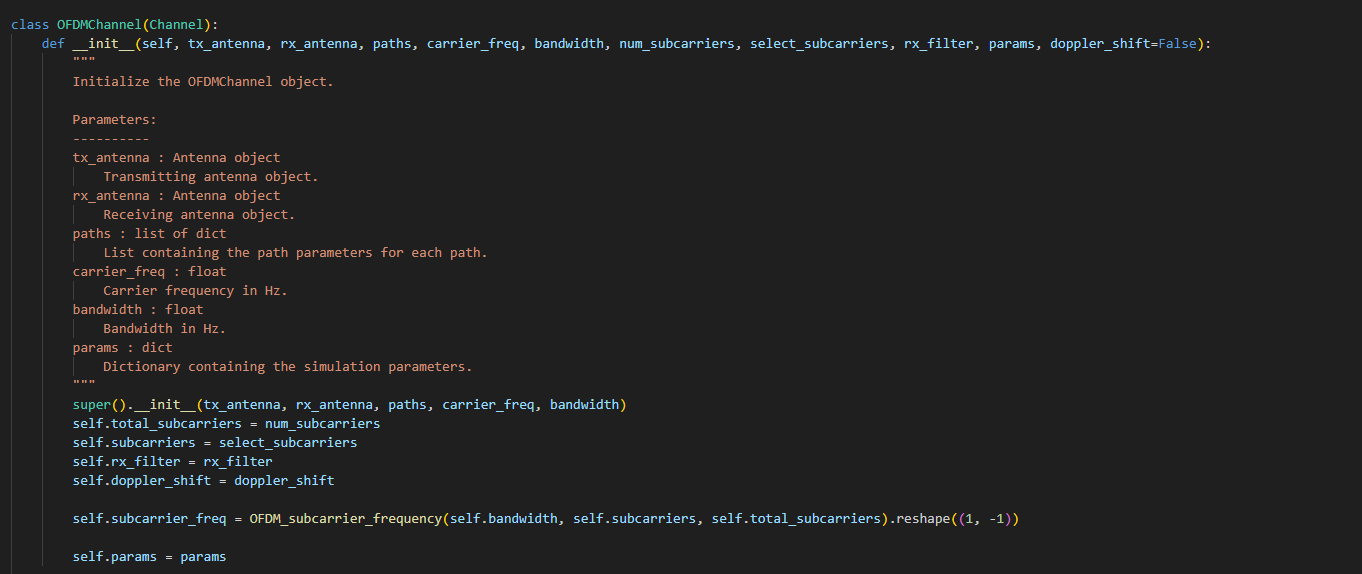 class OFDMChannel(Channel):
def __init__(self, tx_antenna, rx_antenna, paths, carrier_freq, bandwidth, num_subcarriers, select_subcarriers, rx_filter, params, doppler_shift=False):
"""
Initialize the OFDMChannel object.
Parameters:
----------
tx_antenna : Antenna object
Transmitting antenna object.
rx_antenna : Antenna object
Receiving antenna object.
paths : list of dict
List containing the path parameters for each path.
carrier_freq : float
Carrier frequency in Hz.
bandwidth : float
Bandwidth in Hz.
params : dict
Dictionary containing the simulation parameters.
"""
super().__init__(tx_antenna, rx_antenna, paths, carrier_freq, bandwidth)
self.total_subcarriers = num_subcarriers
self.subcarriers = select_subcarriers
self.rx_filter = rx_filter
self.doppler_shift = doppler_shift
self.subcarrier_freq = OFDM_subcarrier_frequency(self.bandwidth, self.subcarriers, self.total_subcarriers).reshape((1, -1))
self.params = params